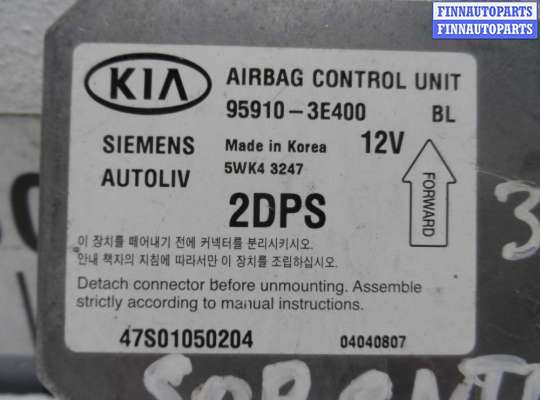 FINNAUTOPARTS
FINNAUTOPARTS
KIA
AIRBAG CONTROL UNIT
95910-3E400 BL
SIEMENS
AUTOLIV
Made in Korea 12V
5WK4 3247
FORWARD
2DPS
이 장치를 떼어내기 전에 커넥터를 분리시키시오.
안내 책자의 지침에 따라서만 이 장치를 조립하십시오.
Detach connector before unmounting. Assemble
strictly according to manual instructions.
47S01050204 04040807
3